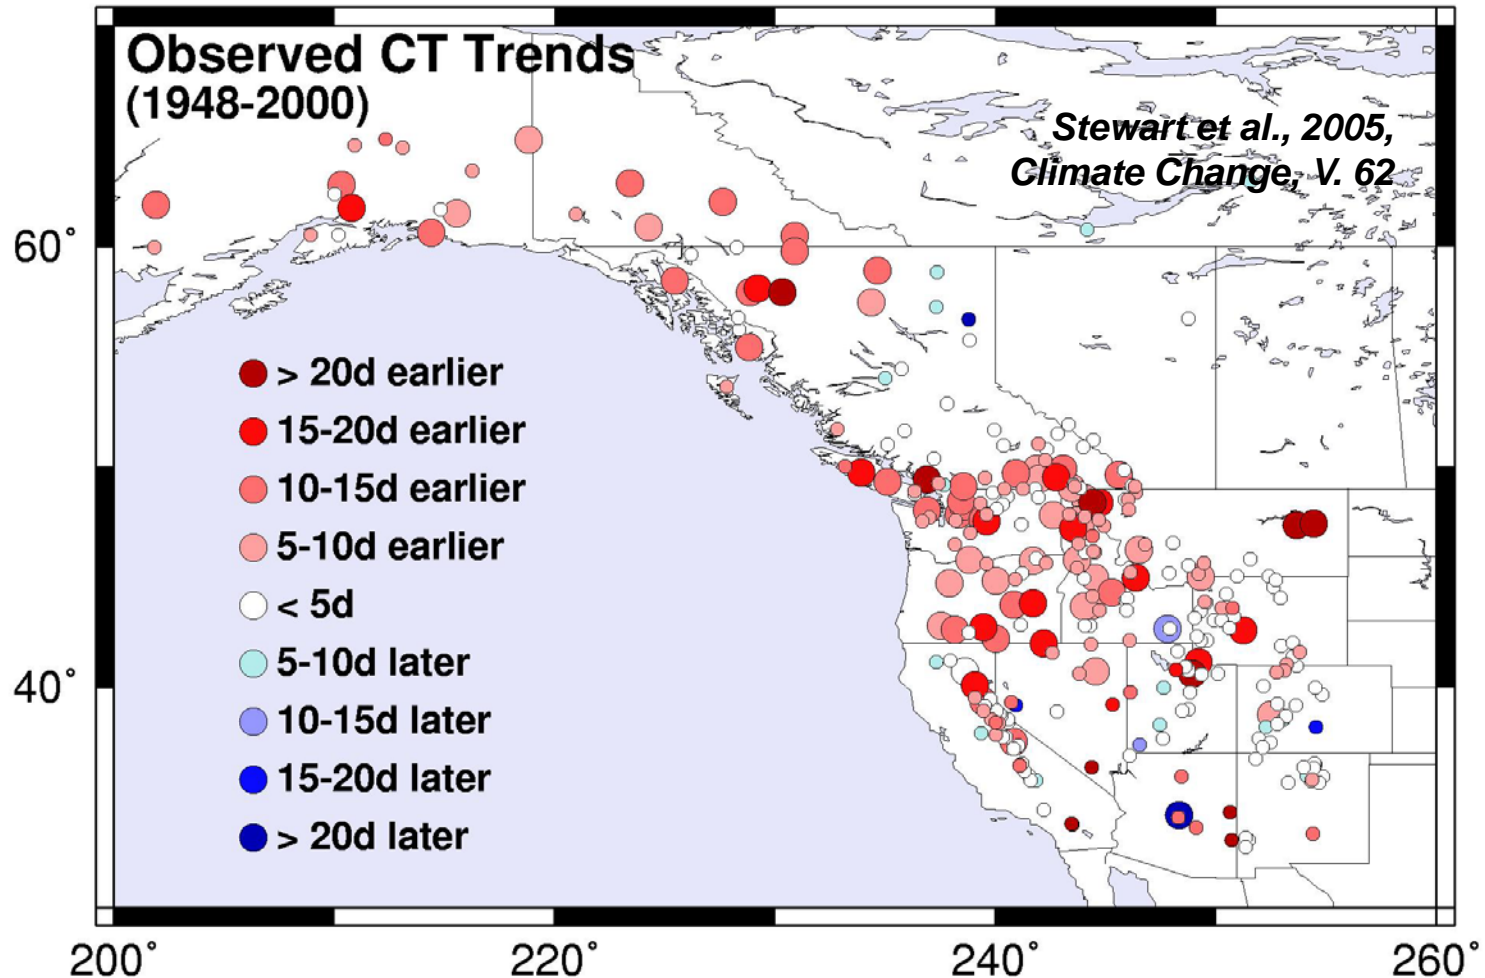 Observed CT Trends
(1948-2000)
Stewart et al., 2005,
Climate Change, V. 62
60°
> 20d earlier
15-20d earlier
10-15d earlier
5-10d earlier
< 5d
5-10d later
40°
10-15d later
15-20d later
> 20d later
200° 220° 240° 260°